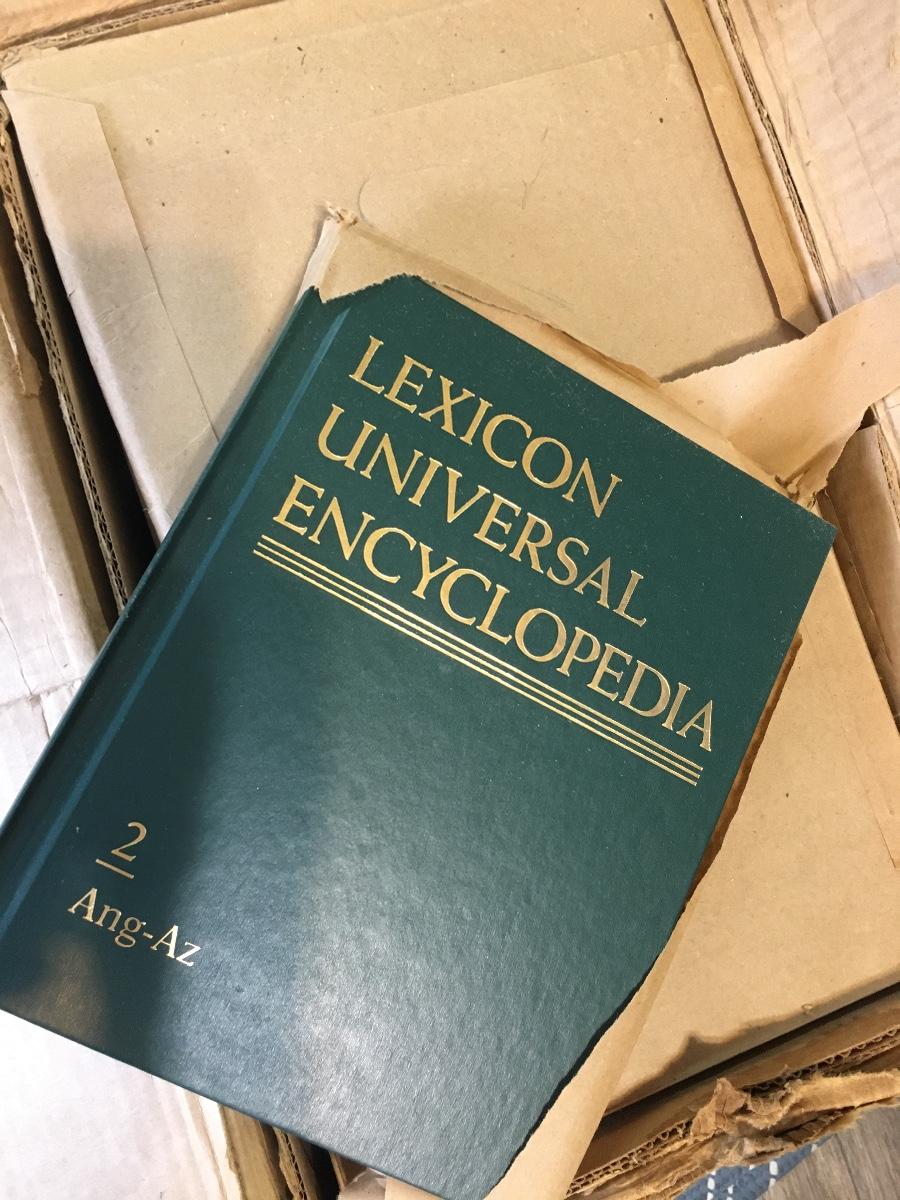 LEXICON
UNIVERSAL
ENCYCLOPEDIA
2
Ang-Az